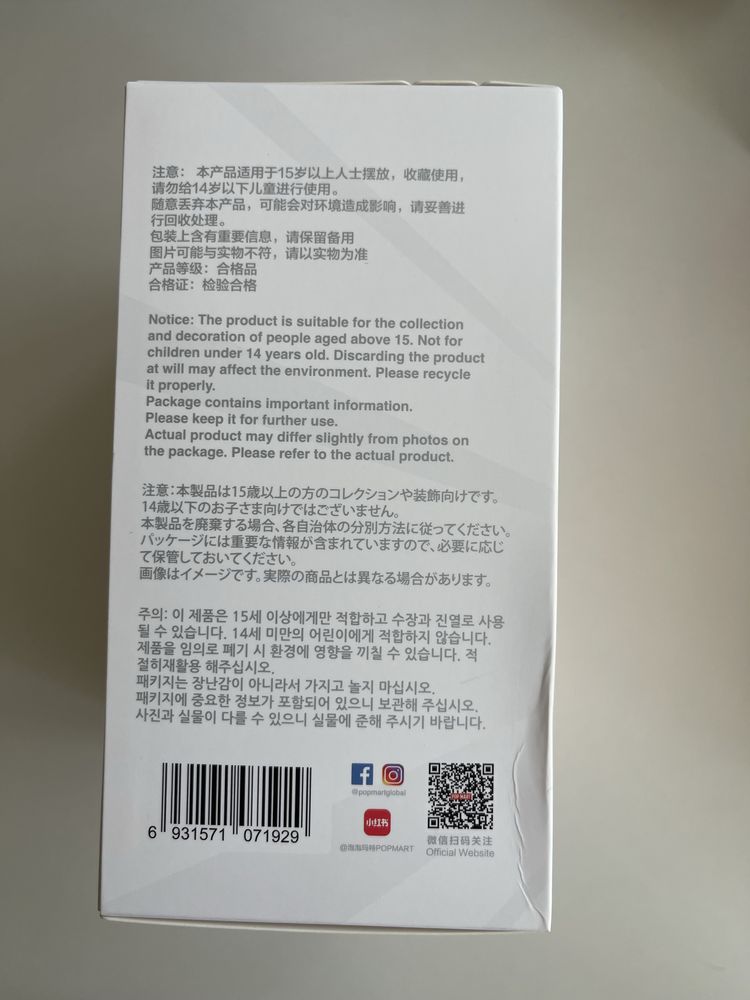 注意： 本产品适用于15岁以上人士摆放，收藏使用，
请勿给14岁以下儿童进行使用。
随意丢弃本产品，可能会对环境造成影响，请妥善进
行回收处理。
包装上含有重要信息，请保留备用
图片可能与实物不符，请以实物为准
产品等级：合格品
合格证：检验合格
Notice: The product is suitable for the collection
and decoration of people aged above 15. Not for
children under 14 years old. Discarding the product
at will may affect the environment. Please recycle
it properly.
Package contains important information.
Please keep it for further use.
Actual product may differ slightly from photos on
the package. Please refer to the actual product.
注意:本製品は15歳以上の方のコレクションや装飾向けです。
14歳以下のお子さま向けではございません。
本製品を廃棄する場合、各自治体の分別方法に従ってください。
パッケージには重要な情報が含まれていますので、必要に応じ
て保管しておいてください。
画像はイメージです。実際の商品とは異なる場合があります。
주의: 이 제품은 15세 이상에게만 적합하고 수장과 진열로 사용
될 수 있습니다. 14세 미만의 어린이에게 적합하지 않습니다.
제품을 임의로 폐기 시 환경에 영향을 끼칠 수 있습니다. 적
절히재활용 해주십시오.
패키지는 장난감이 아니라서 가지고 놀지 마십시오.
패키지에 중요한 정보가 포함되어 있으니 보관해 주십시오.
사진과 실물이 다를 수 있으니 실물에 준해 주시기 바랍니다.
6 931571 071929
@popmartglobal
小红书
@泡泡玛特POPMART
POP MART
微信扫码关注
Official Website